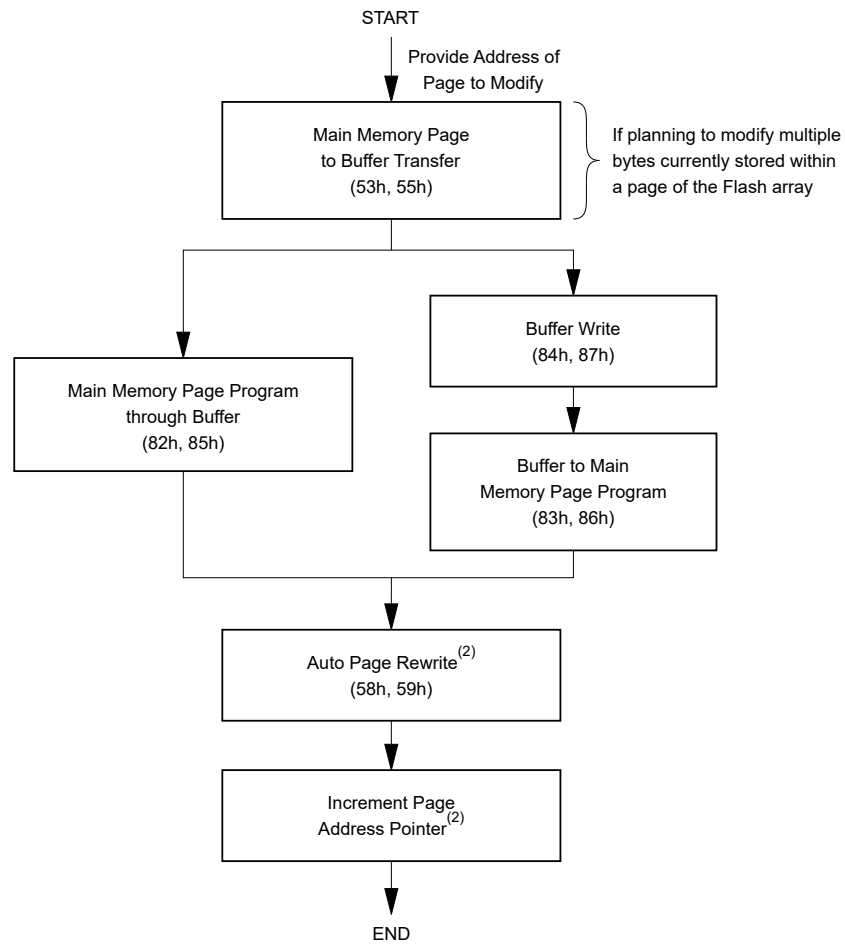 START
Provide Address of
Page to Modify
Main Memory Page
to Buffer Transfer
(53h, 55h)
If planning to modify multiple
bytes currently stored within
a page of the Flash array
Buffer Write
(84h, 87h)
Main Memory Page Program
through Buffer
(82h, 85h)
Buffer to Main
Memory Page Program
(83h, 86h)
Auto Page Rewrite(2)
(58h, 59h)
Increment Page
Address Pointer(2)
END